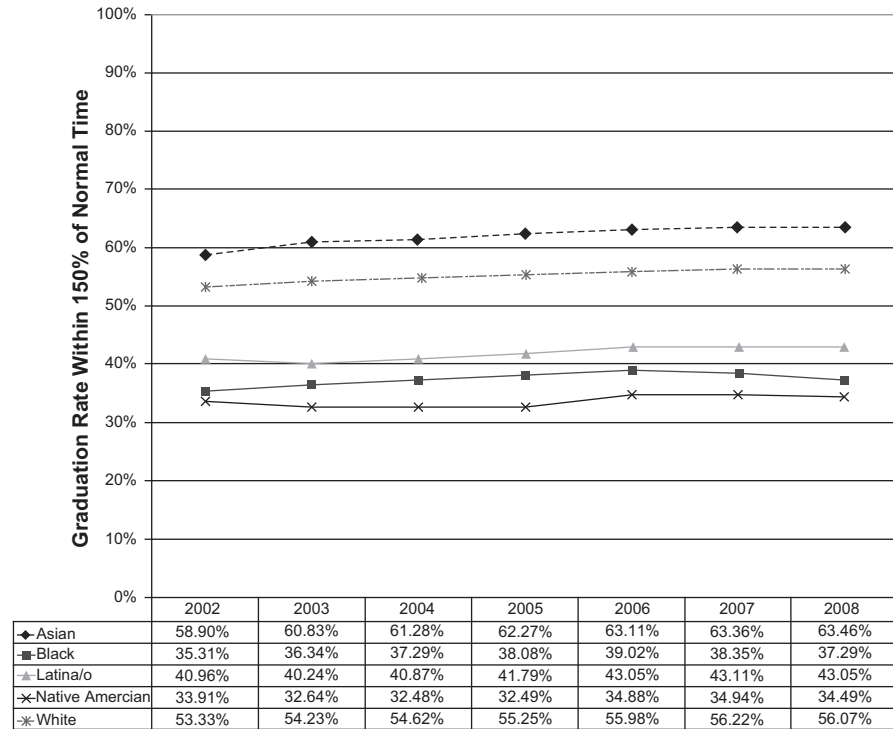 Graduation Rate Within 150% of Normal Time
100%
90%
80%
70%
60%
50%
40%
30%
20%
10%
0%
2002 2003 2004 2005 2006 2007 2008
Asian 58.90% 60.83% 61.28% 62.27% 63.11% 63.36% 63.46%
Black 35.31% 36.34% 37.29% 38.08% 39.02% 38.35% 37.29%
Latina/o 40.96% 40.24% 40.87% 41.79% 43.05% 43.11% 43.05%
Native Amercian 33.91% 32.64% 32.48% 32.49% 34.88% 34.94% 34.49%
White 53.33% 54.23% 54.62% 55.25% 55.98% 56.22% 56.07%